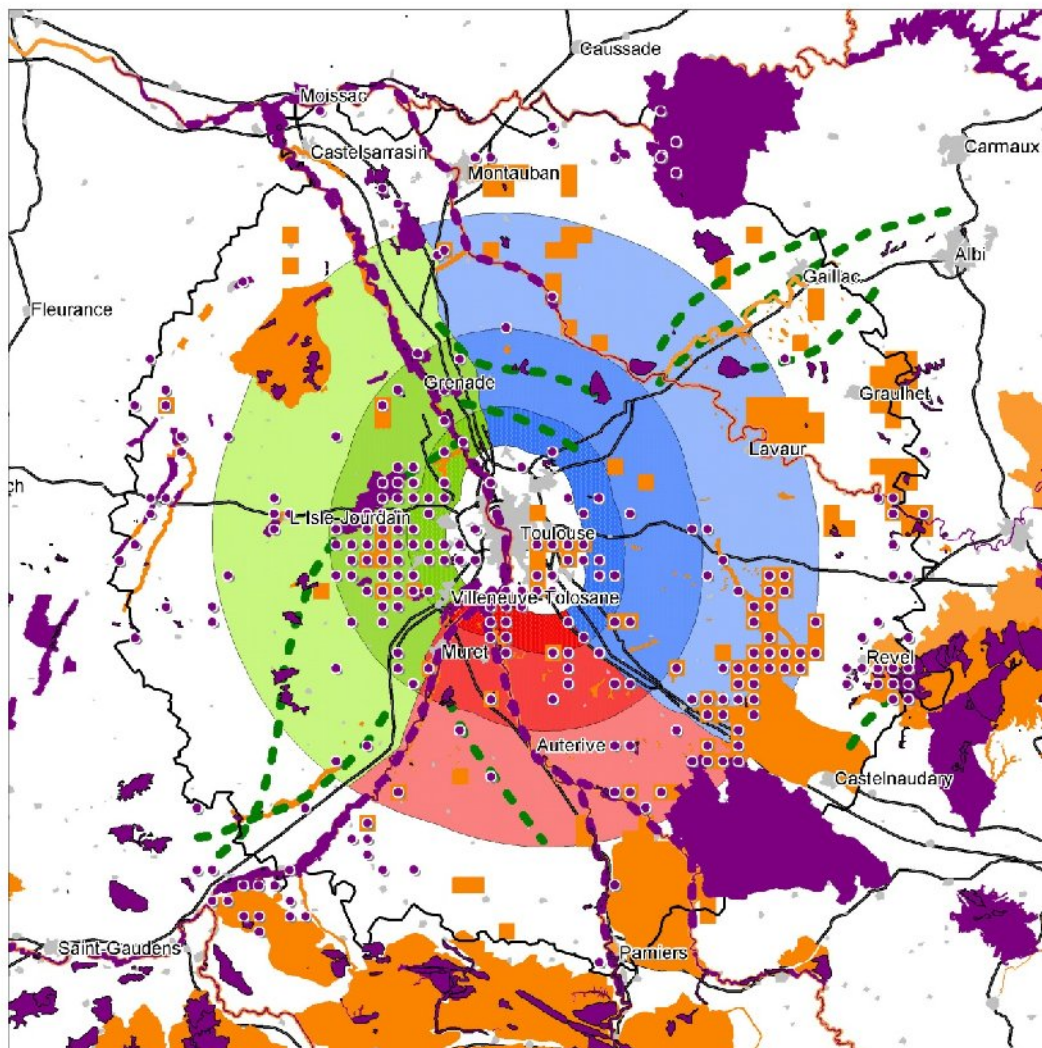 Caussade
Moissac
Castelsarrasin
Carmaux
Montauban
Albi
Gaillac
Fleurance
Grenade
Graulhet
Lavaur
ch
L Isle-Jourdain
Toulouse
Villeneuve-Tolosane
Muret
Revel
Auterive
Castelnaudary
Saint-Gaudens
Pamiers